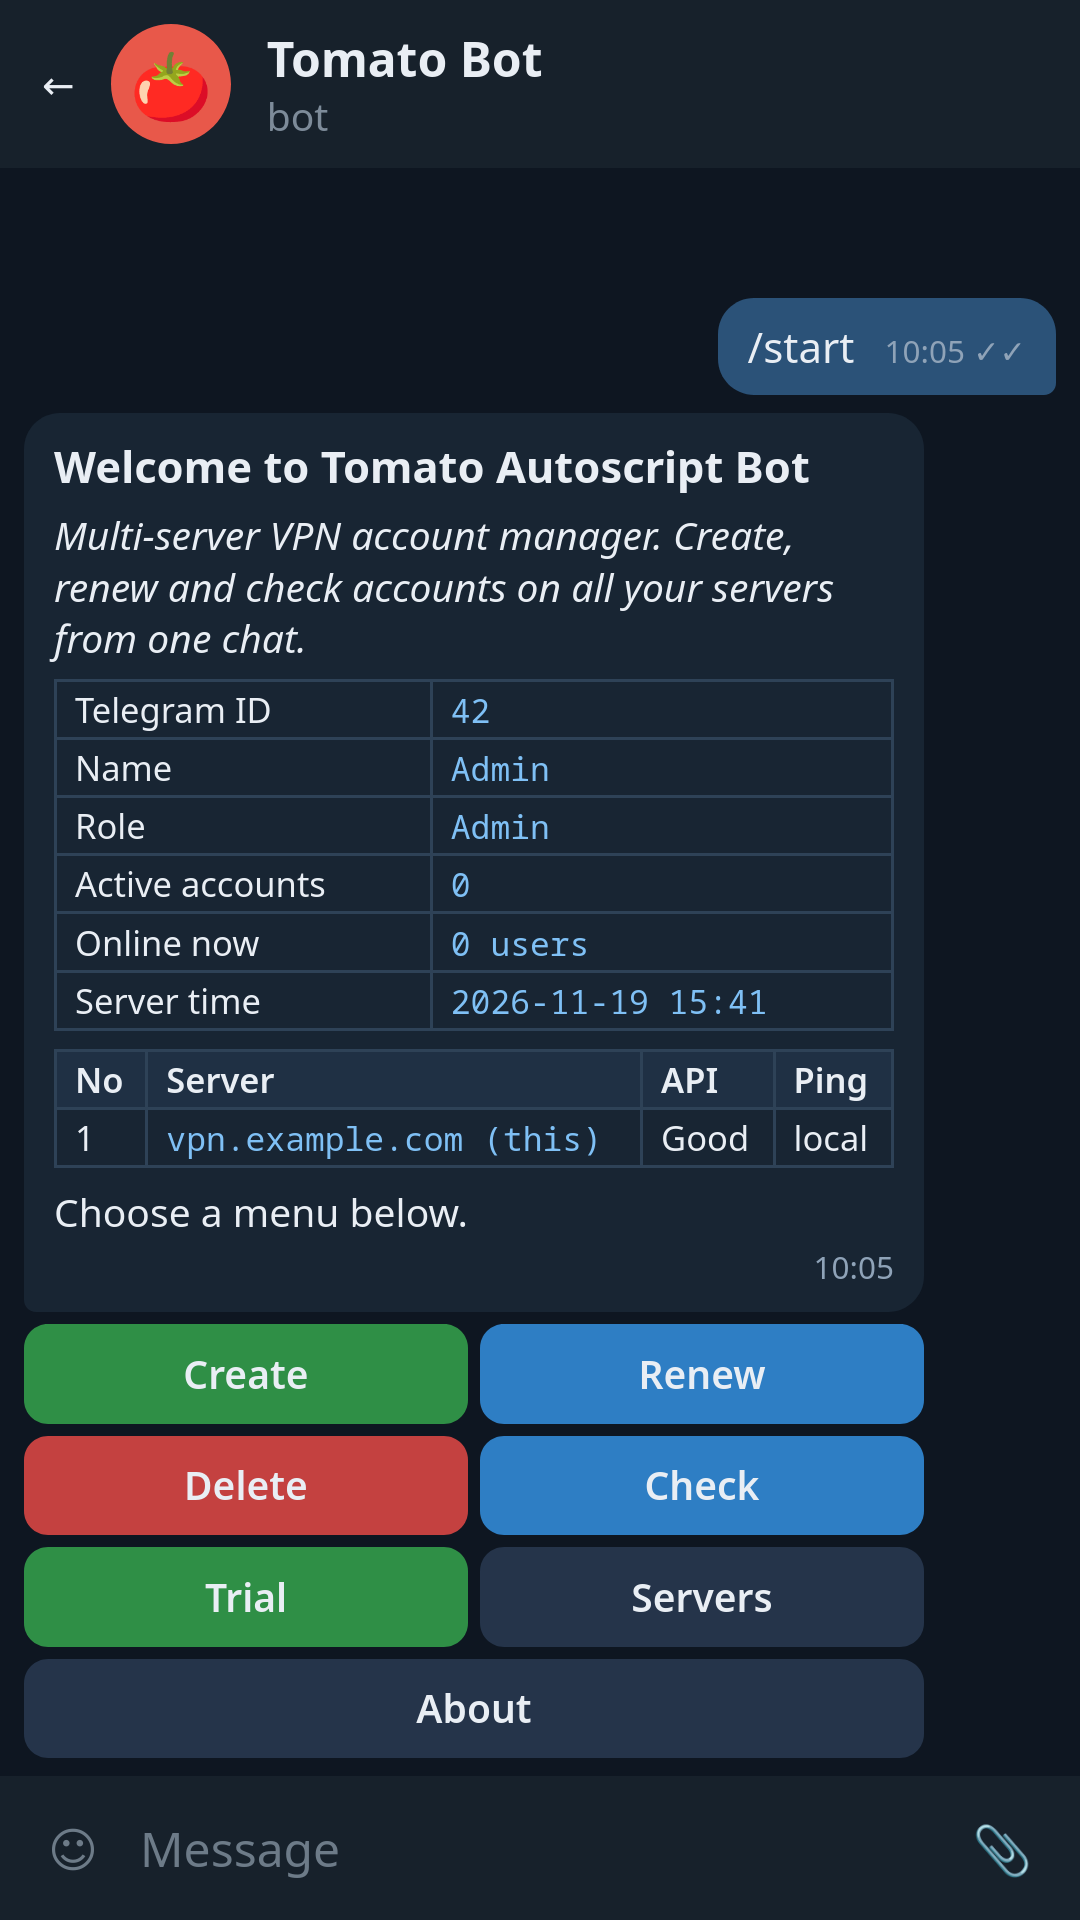 Tomato Bot
bot
/start 10:05 ✓✓
Welcome to Tomato Autoscript Bot
Multi-server VPN account manager. Create,
renew and check accounts on all your servers
from one chat.
Telegram ID 42
Name Admin
Role Admin
Active accounts 0
Online now 0 users
Server time 2026-11-19 15:41
No Server API Ping
1 vpn.example.com (this) Good local
Choose a menu below.
10:05
Create Renew
Delete Check
Trial Servers
About
Message